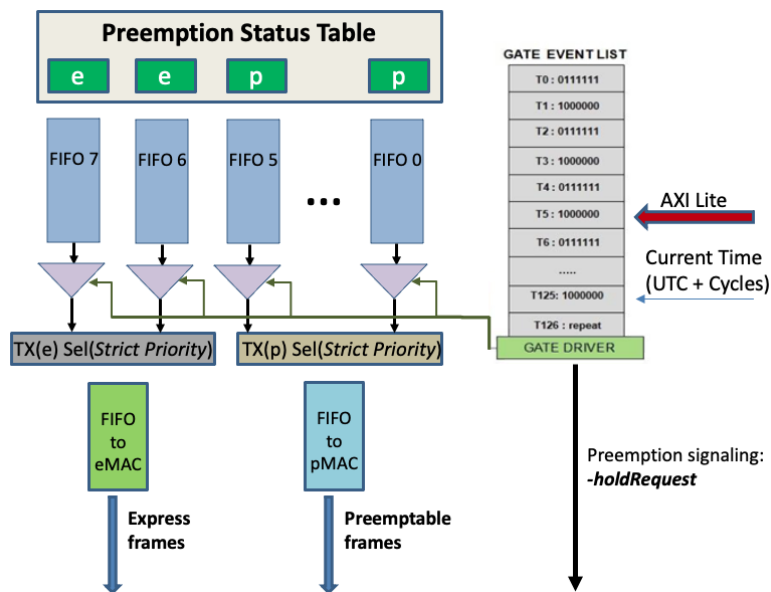 Preemption Status Table
e e p p
FIFO 7 FIFO 6 FIFO 5 ... FIFO 0
TX(e) Sel(Strict Priority) TX(p) Sel(Strict Priority)
FIFO
to
eMAC
FIFO
to
pMAC
Express
frames
Preemptable
frames
GATE EVENT LIST
T0 : 0111111
T1 : 1000000
T2 : 0111111
T3 : 1000000
T4 : 0111111
T5 : 1000000
T6 : 0111111
.....
T125: 1000000
T126 : repeat
GATE DRIVER
AXI Lite
Current Time
(UTC + Cycles)
Preemption signaling:
-holdRequest